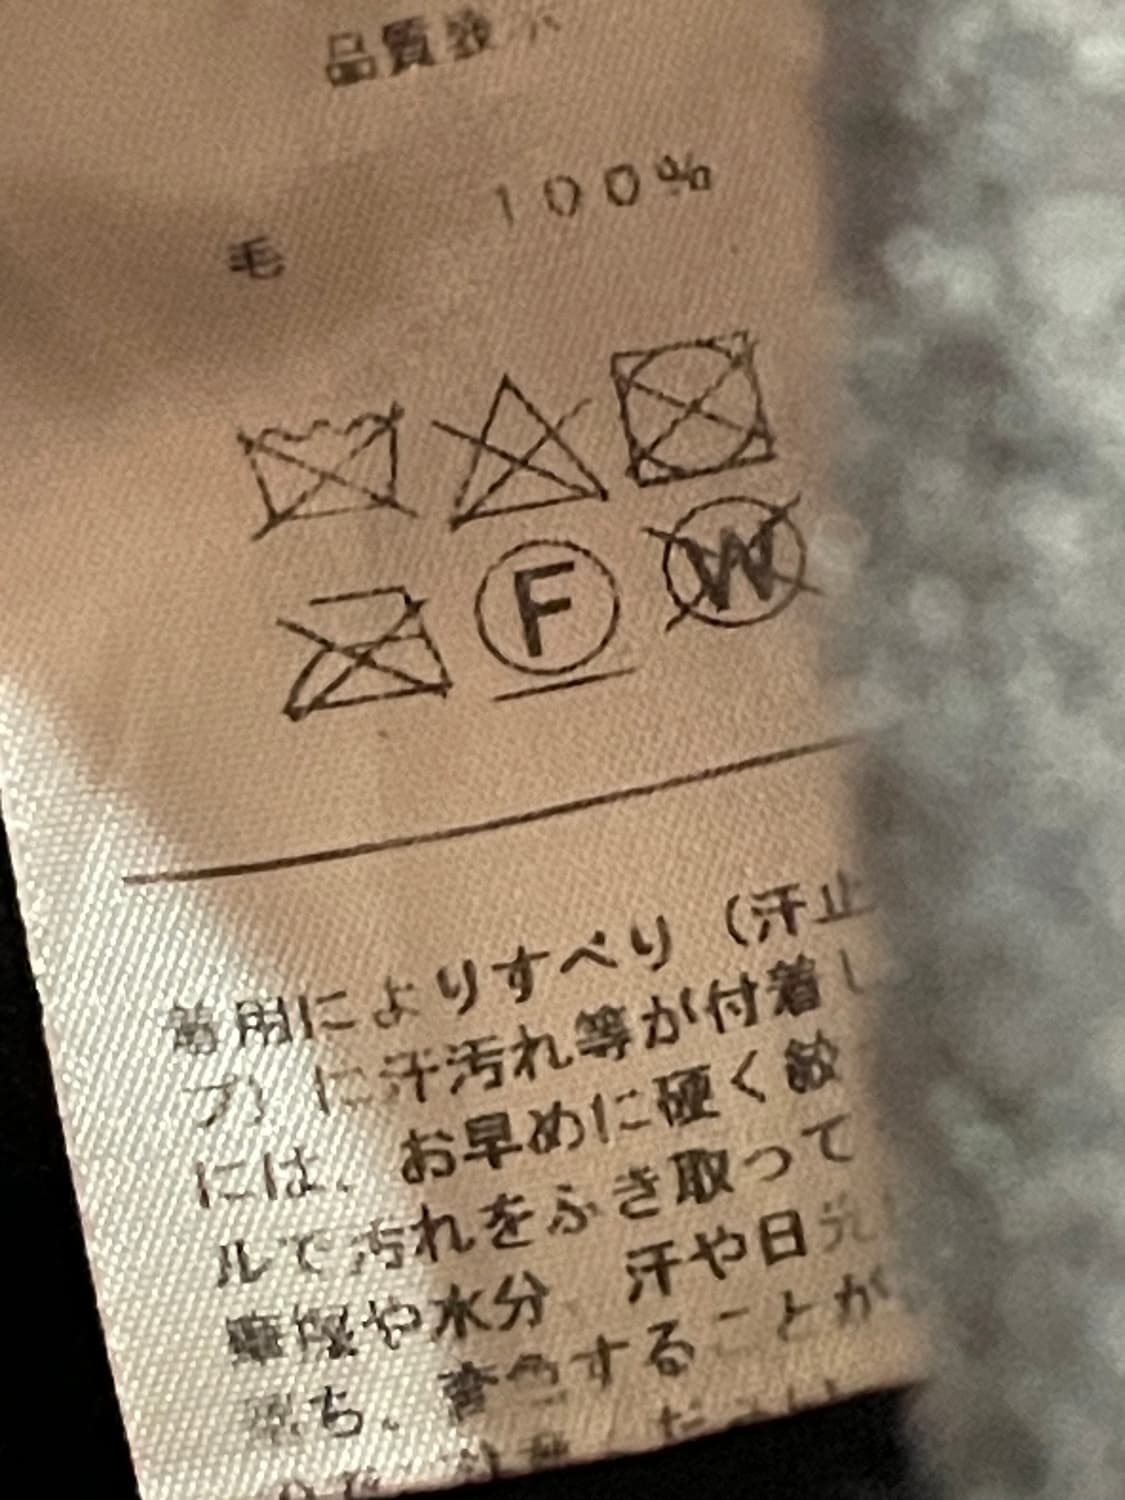 品質表示
毛 100%
F
W
着用によりすべり(汗止
プ)に汗汚れ等が付着し
には、お早めに硬く絞
ルで汚れをふき取って
摩擦や水分 汗や日光
落ち、変色することが